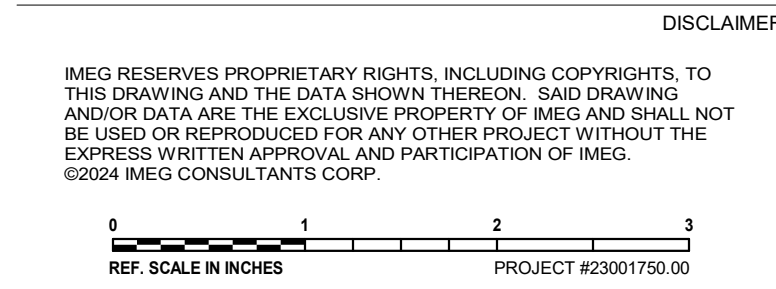 DISCLAIMER
IMEG RESERVES PROPRIETARY RIGHTS, INCLUDING COPYRIGHTS, TO
THIS DRAWING AND THE DATA SHOWN THEREON. SAID DRAWING
AND/OR DATA ARE THE EXCLUSIVE PROPERTY OF IMEG AND SHALL NOT
BE USED OR REPRODUCED FOR ANY OTHER PROJECT WITHOUT THE
EXPRESS WRITTEN APPROVAL AND PARTICIPATION OF IMEG.
©2024 IMEG CONSULTANTS CORP.
0 1 2 3
REF. SCALE IN INCHES PROJECT #23001750.00